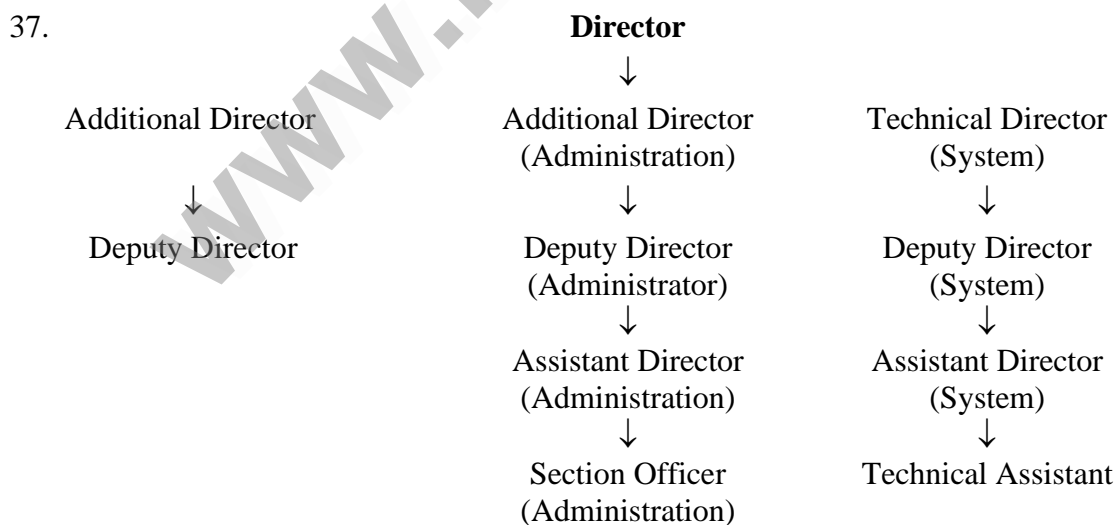 37. Director
↓
Additional Director Additional Director Technical Director
(Administration) (System)
↓ ↓ ↓
Deputy Director Deputy Director Deputy Director
(Administrator) (System)
↓ ↓
Assistant Director Assistant Director
(Administration) (System)
↓ ↓
Section Officer Technical Assistant
(Administration)
www.